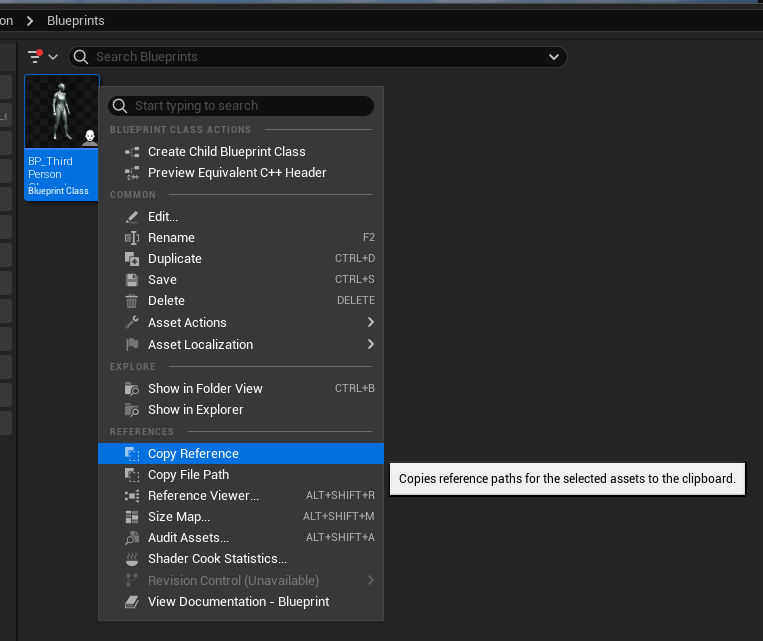 on > Blueprints
Search Blueprints
BP_Third
Person
Blueprint Class
Start typing to search
BLUEPRINT CLASS ACTIONS
Create Child Blueprint Class
Preview Equivalent C++ Header
COMMON
Edit...
Rename F2
Duplicate CTRL+D
Save CTRL+S
Delete DELETE
Asset Actions
Asset Localization
EXPLORE
Show in Folder View CTRL+B
Show in Explorer
REFERENCES
Copy Reference
Copies reference paths for the selected assets to the clipboard.
Copy File Path
Reference Viewer... ALT+SHIFT+R
Size Map... ALT+SHIFT+M
Audit Assets... ALT+SHIFT+A
Shader Cook Statistics...
Revision Control (Unavailable)
View Documentation - Blueprint